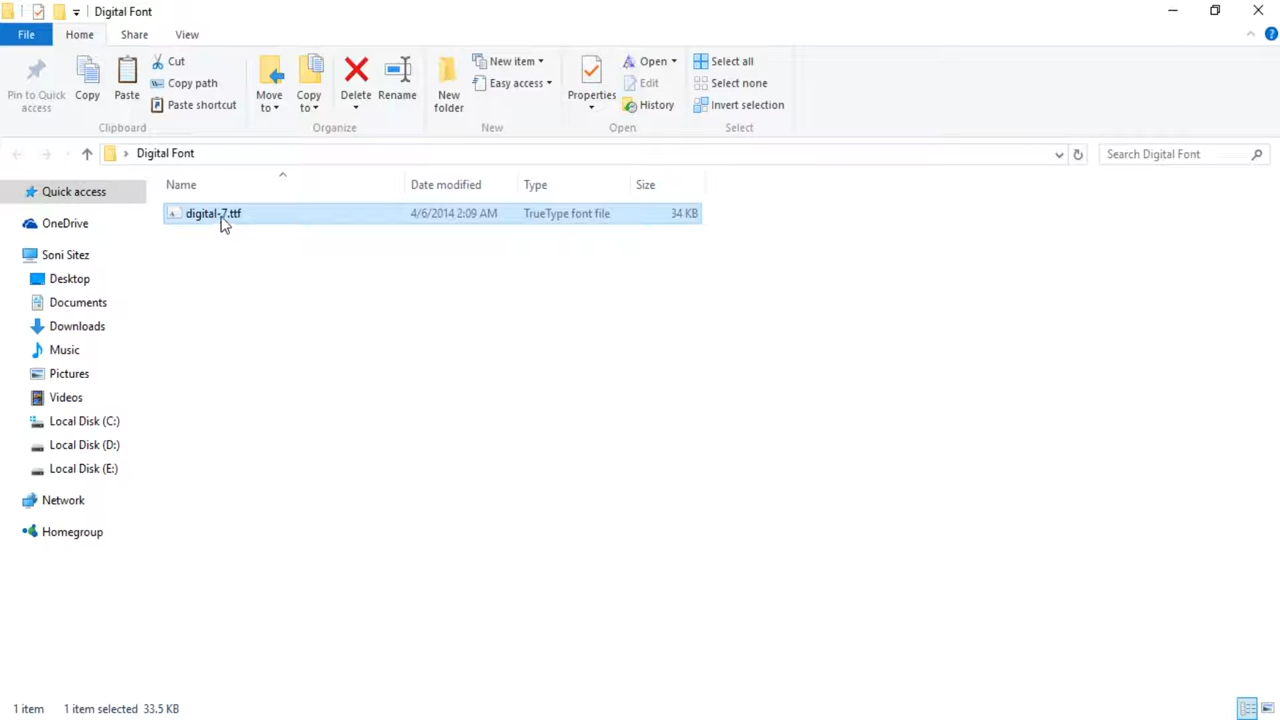 Digital Font
File Home Share View
Pin to Quick access
Copy
Paste
Cut
Copy path
Paste shortcut
Clipboard
Move to
Copy to
Delete
Rename
Organize
New folder
New item
Easy access
New
Properties
Open
Edit
History
Open
Select all
Select none
Invert selection
Select
Digital Font
Search Digital Font
Name Date modified Type Size
digital-7.ttf 4/6/2014 2:09 AM TrueType font file 34 KB
Quick access
OneDrive
Soni Sitez
Desktop
Documents
Downloads
Music
Pictures
Videos
Local Disk (C:)
Local Disk (D:)
Local Disk (E:)
Network
Homegroup
1 item 1 item selected 33.5 KB